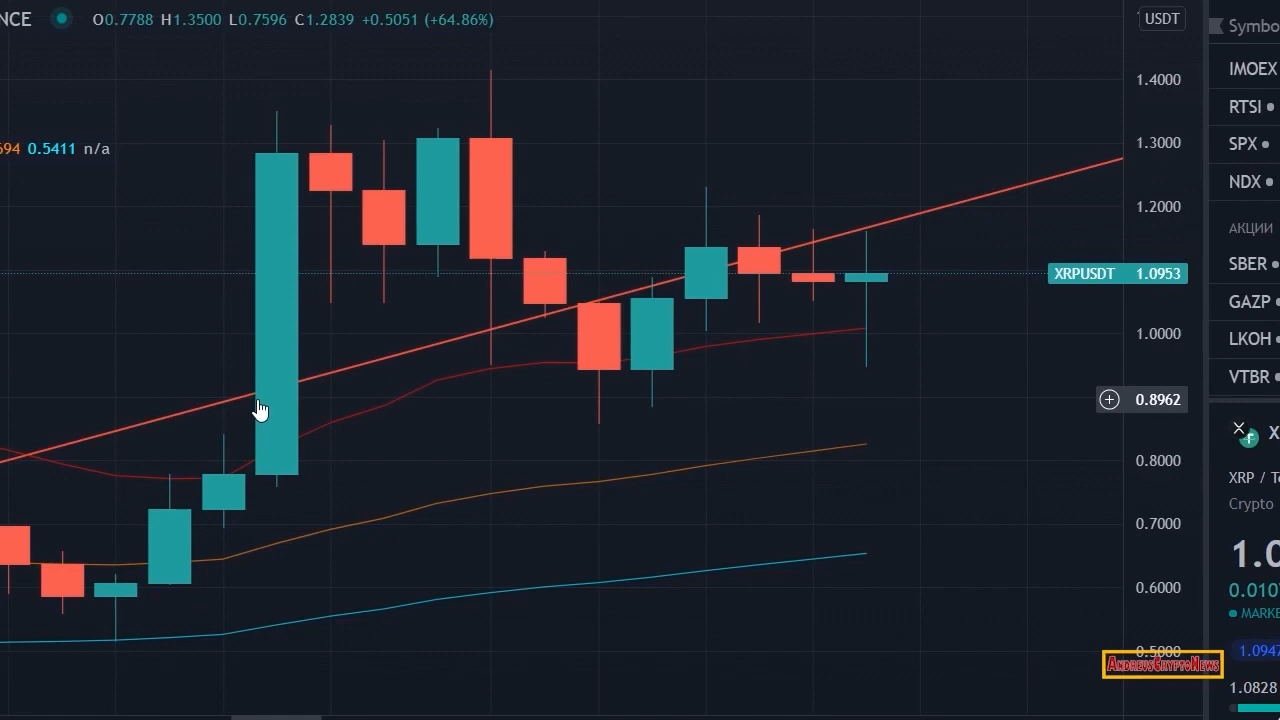 NCE O0.7788 H1.3500 L0.7596 C1.2839 +0.5051 (+64.86%)
USDT
Symbo
1.4000
IMOEX
RTSI
594 0.5411 n/a
1.3000
SPX
NDX
1.2000
АКЦИИ
SBER
XRPUSDT 1.0953
GAZP
1.0000
LKOH
VTBR
0.8962
X
0.8000
XRP / Te
Crypto
0.7000
1.0
0.6000
0.010
MARKE
0.5000
1.0947
ANDREVSCRYPTONEWS
1.0828